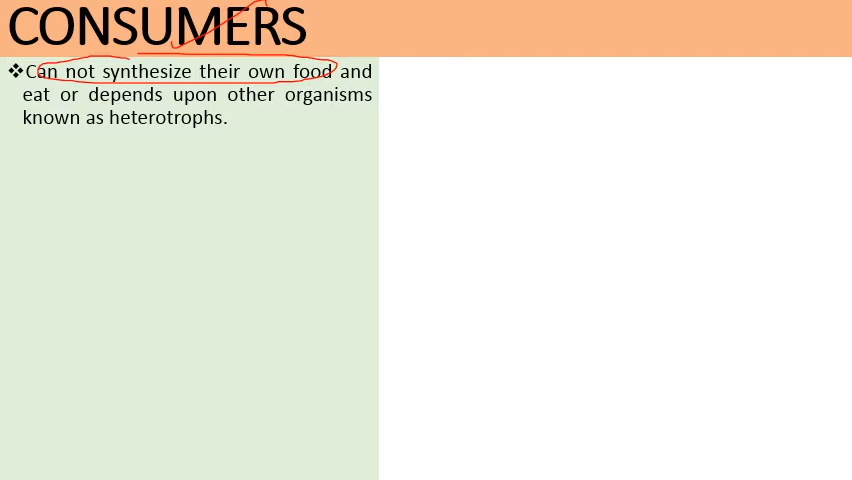 CONSUMERS
❖Can not synthesize their own food and
eat or depends upon other organisms
known as heterotrophs.